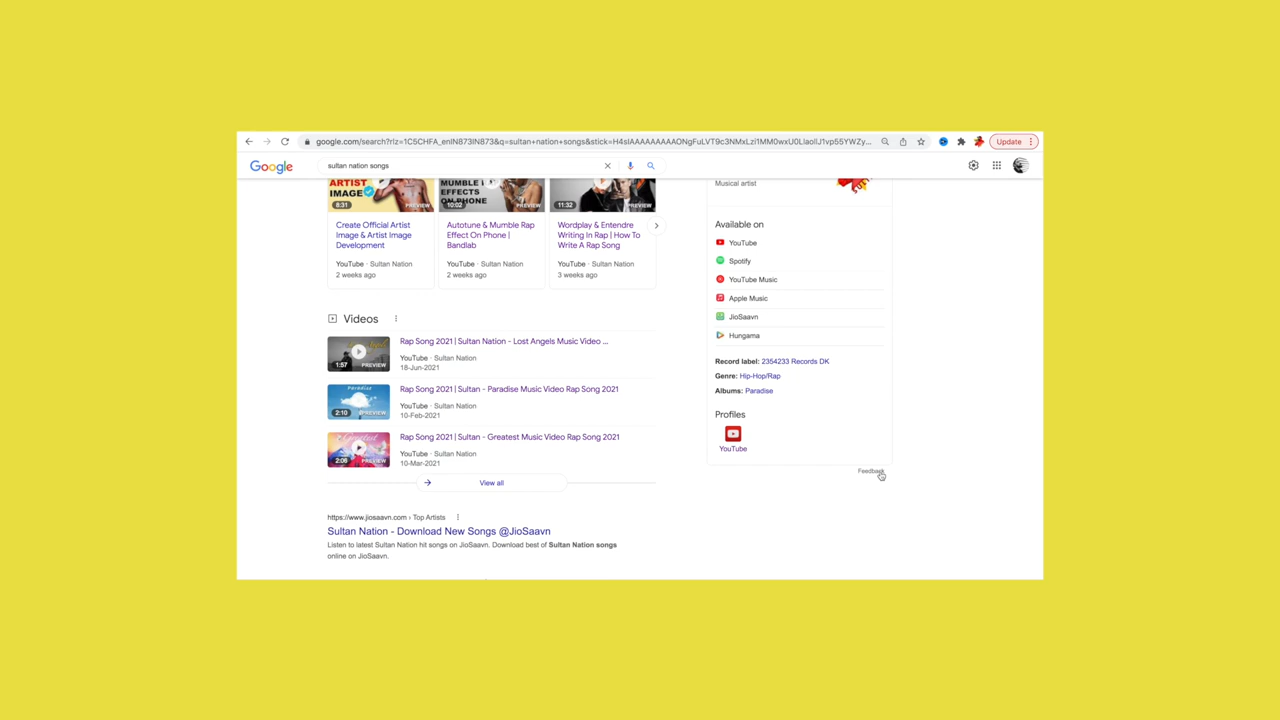 google.com/search?rlz=1C5CHFA_enIN873IN873&q=sultan+nation+songs&stick=
Update
Google
sultan nation songs
ARTIST
IMAGE
8:31
PREVIEW
MUMBLE
EFFECTS
ON PHONE
10:02
PREVIEW
11:32
PREVIEW
Create Official Artist
Image & Artist Image
Development
YouTube · Sultan Nation
2 weeks ago
Autotune & Mumble Rap
Effect On Phone |
Bandlab
YouTube · Sultan Nation
2 weeks ago
Wordplay & Entendre
Writing In Rap | How To
Write A Rap Song
YouTube · Sultan Nation
3 weeks ago
Videos
1:57
PREVIEW
Rap Song 2021 | Sultan Nation - Lost Angels Music Video ...
YouTube · Sultan Nation
18-Jun-2021
Paradise
2:10
PREVIEW
Rap Song 2021 | Sultan - Paradise Music Video Rap Song 2021
YouTube · Sultan Nation
10-Feb-2021
2:08
PREVIEW
Rap Song 2021 | Sultan - Greatest Music Video Rap Song 2021
YouTube · Sultan Nation
10-Mar-2021
View all
https://www.jiosaavn.com › Top Artists
Sultan Nation - Download New Songs @JioSaavn
Listen to latest Sultan Nation hit songs on JioSaavn. Download best of Sultan Nation songs
online on JioSaavn.
Musical artist
Available on
YouTube
Spotify
YouTube Music
Apple Music
JioSaavn
Hungama
Record label: 2354233 Records DK
Genre: Hip-Hop/Rap
Albums: Paradise
Profiles
YouTube
Feedback